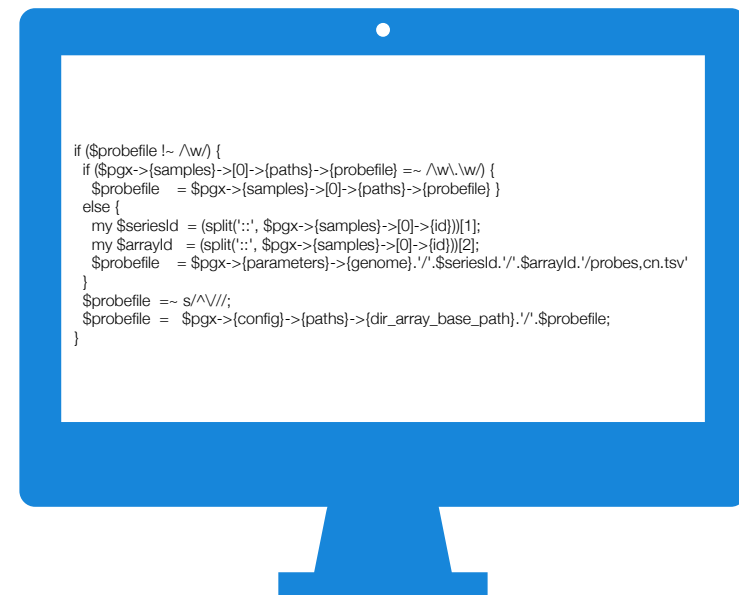 if ($probefile !~ /\w/) {
if ($pgx->{samples}->[0]->{paths}->{probefile} =~ /\w\.\w/) {
$probefile = $pgx->{samples}->[0]->{paths}->{probefile} }
else {
my $seriesId = (split('::', $pgx->{samples}->[0]->{id}))[1];
my $arrayId = (split('::', $pgx->{samples}->[0]->{id}))[2];
$probefile = $pgx->{parameters}->{genome}.'/'.$seriesId.'/'.$arrayId.'/probes,cn.tsv'
}
$probefile =~ s/^\///;
$probefile = $pgx->{config}->{paths}->{dir_array_base_path}.'/'.$probefile;
}